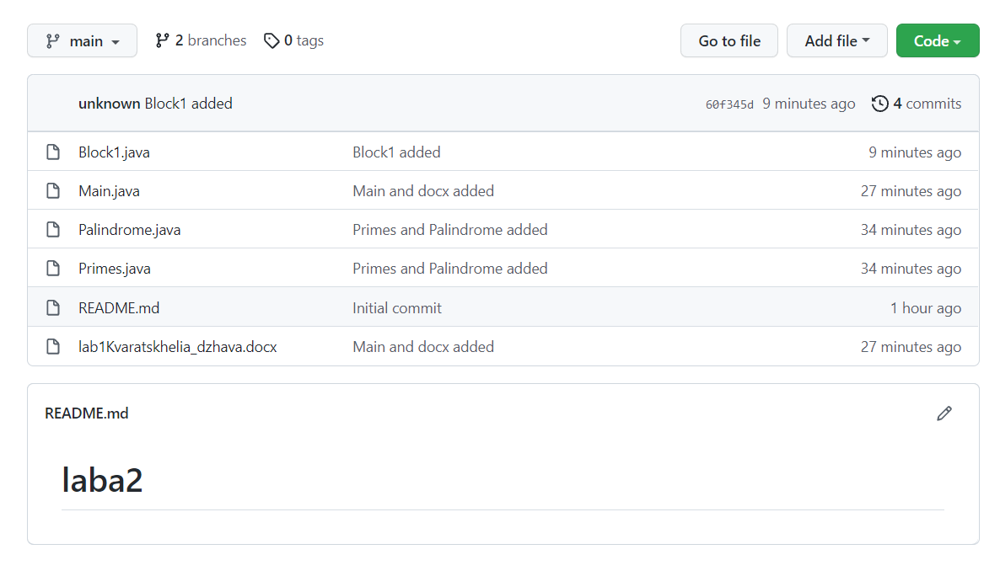 main 2 branches 0 tags Go to file Add file Code
unknown Block1 added 60f345d 9 minutes ago 4 commits
Block1.java Block1 added 9 minutes ago
Main.java Main and docx added 27 minutes ago
Palindrome.java Primes and Palindrome added 34 minutes ago
Primes.java Primes and Palindrome added 34 minutes ago
README.md Initial commit 1 hour ago
lab1Kvaratskhelia_dzhava.docx Main and docx added 27 minutes ago
README.md
laba2